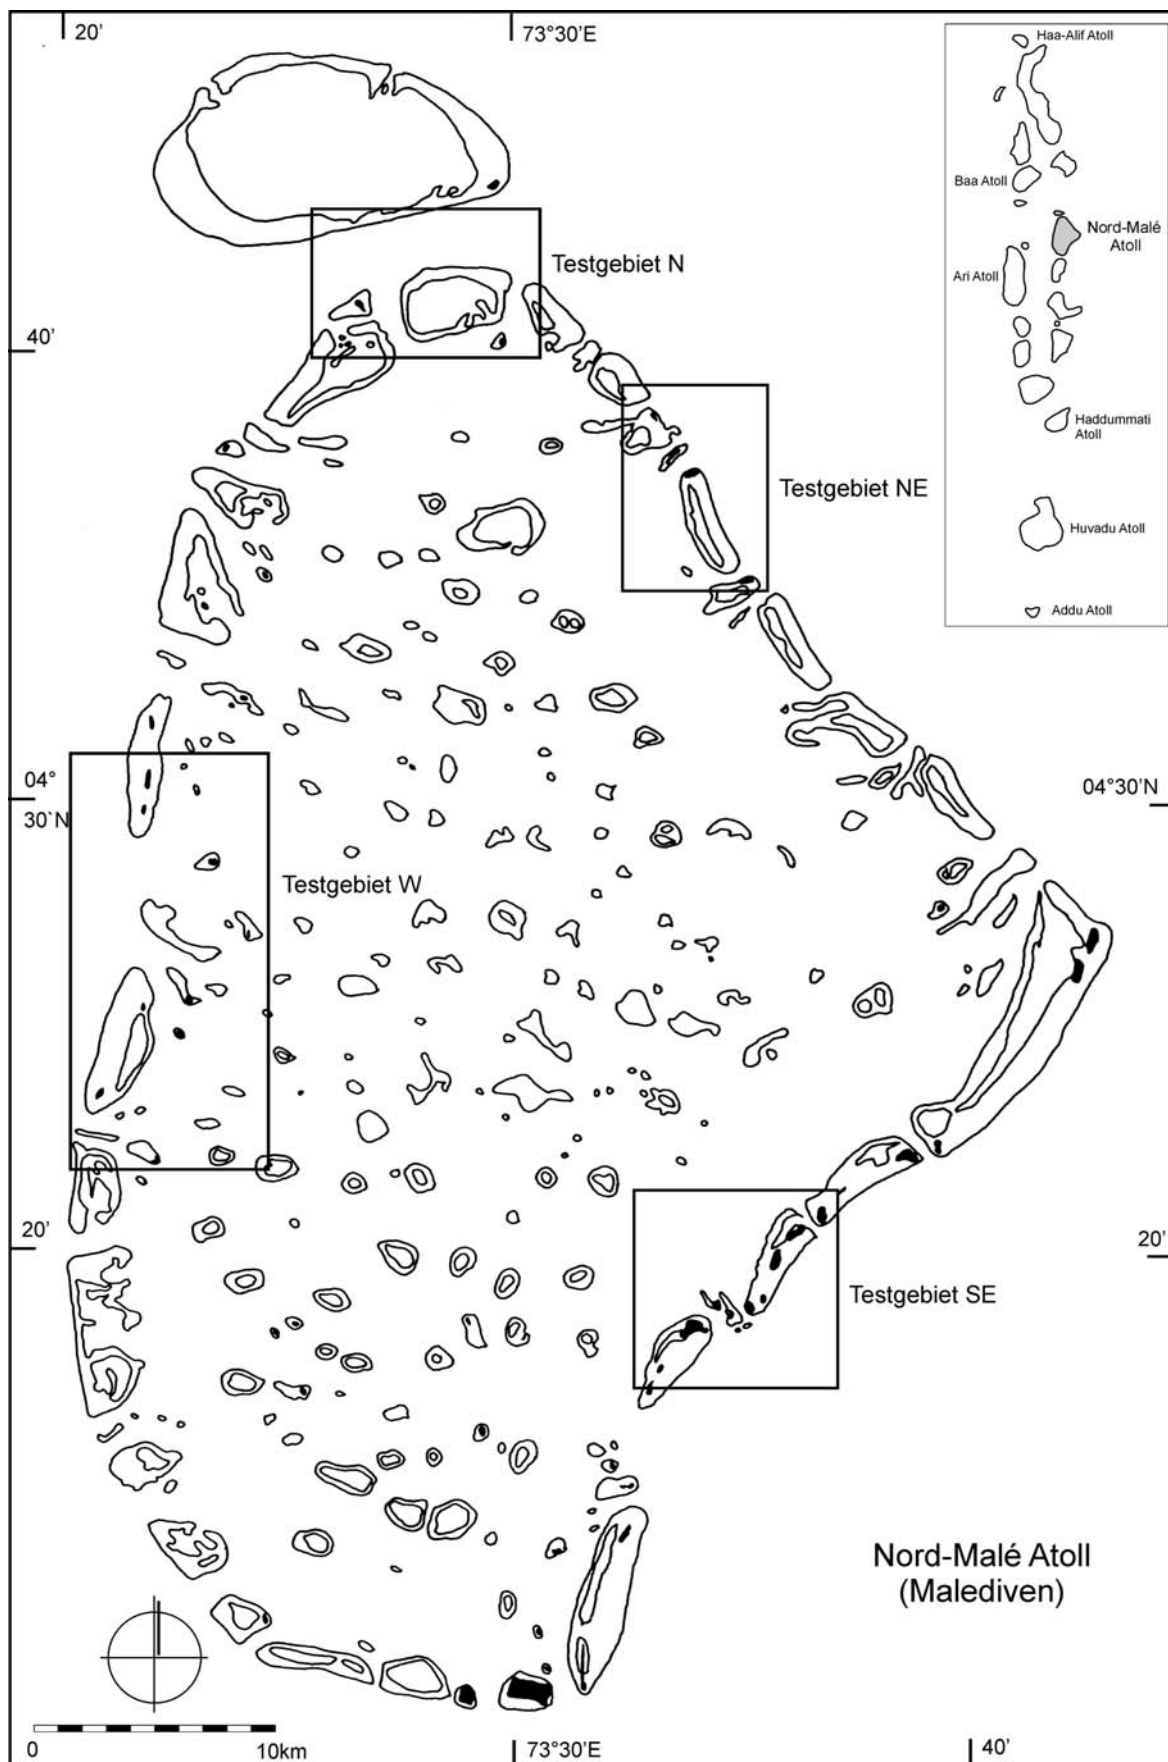 20'
73°30'E
Haa-Alif Atoll
Baa Atoll
Nord-Malé
Atoll
Ari Atoll
Haddummati
Atoll
Huvadu Atoll
Addu Atoll
Testgebiet N
40'
Testgebiet NE
04°
30'N
04°30'N
Testgebiet W
20'
20'
Testgebiet SE
Nord-Malé Atoll
(Malediven)
0
10km
73°30'E
40'